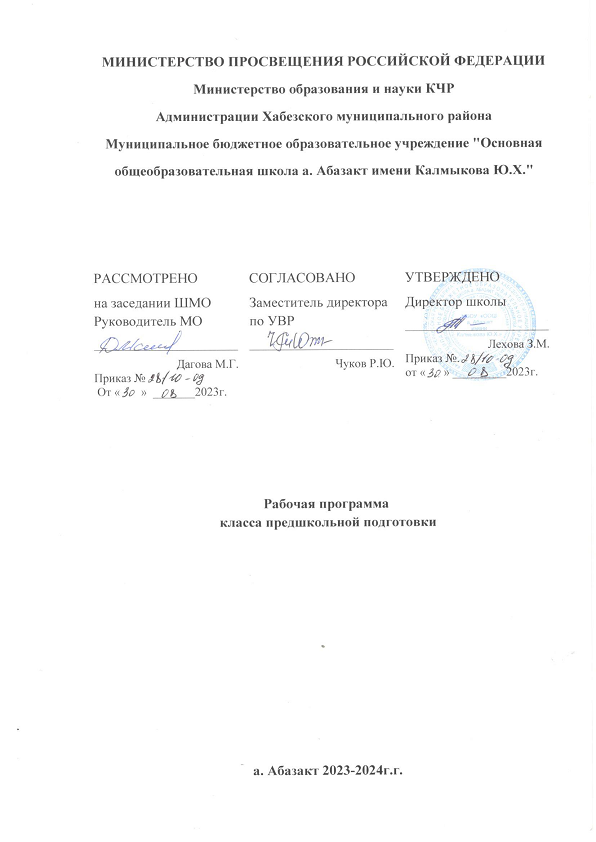 МИНИСТЕРСТВО ПРОСВЕЩЕНИЯ РОССИЙСКОЙ ФЕДЕРАЦИИ
Министерство образования и науки КЧР
Администрации Хабезского муниципального района
Муниципальное бюджетное образовательное учреждение "Основная
общеобразовательная школа а. Абазакт имени Калмыкова Ю.Х."
РАССМОТРЕНО
на заседании ШМО
Руководитель МО
Дагова М.Г.
Приказ № 28/10-од
От «30» 08 2023г.
СОГЛАСОВАНО
Заместитель директора
по УВР
Чуков Р.Ю.
УТВЕРЖДЕНО
Директор школы
Лехова З.М.
Приказ №. 28/10-од
от «30» 08 2023г.
Рабочая программа
класса предшкольной подготовки
а. Абазакт 2023-2024г.г.